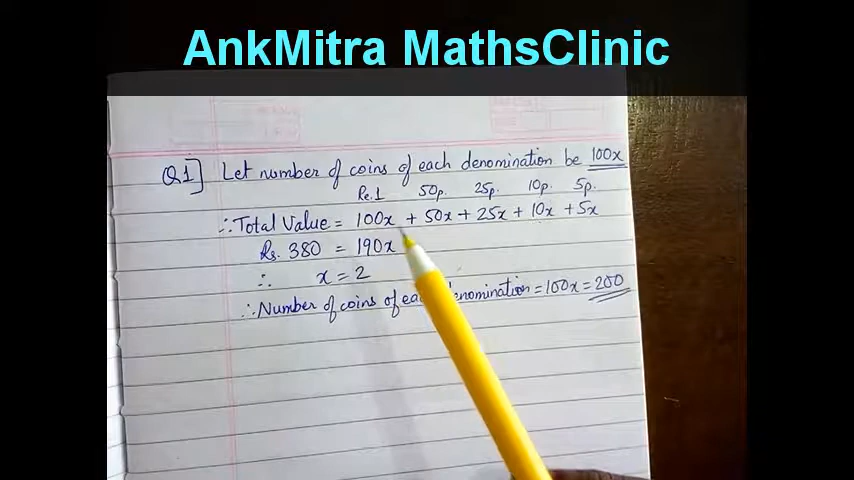 AnkMitra MathsClinic
Q1] Let number of coins of each denomination be 100x
Re.1 50p. 25p. 10p. 5p.
∴Total Value = 100x + 50x + 25x + 10x + 5x
Rs. 380 = 190x
∴ x = 2
∴Number of coins of each denomination = 100x = 200